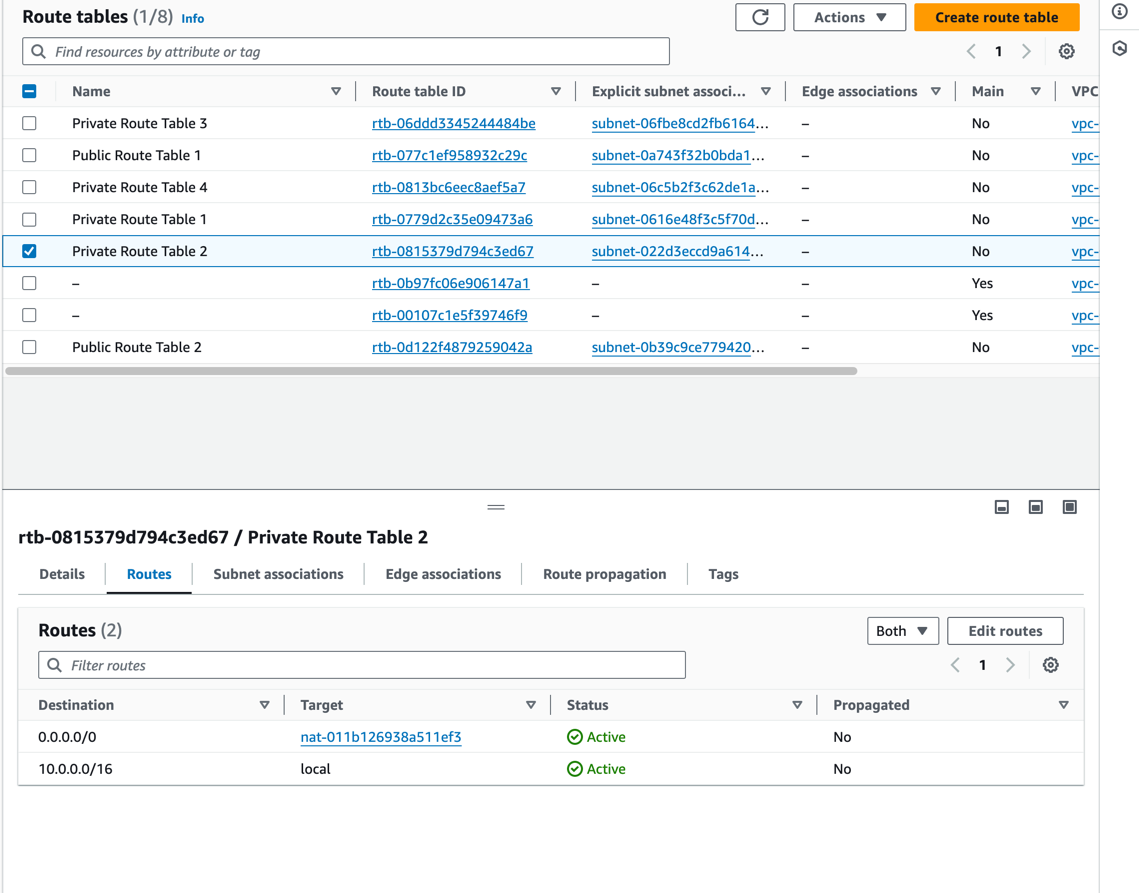 Route tables (1/8) Info Actions Create route table
Find resources by attribute or tag 1
Name Route table ID Explicit subnet associ... Edge associations Main VPC
Private Route Table 3 rtb-06ddd3345244484be subnet-06fbe8cd2fb6164... – No vpc-
Public Route Table 1 rtb-077c1ef958932c29c subnet-0a743f32b0bda1... – No vpc-
Private Route Table 4 rtb-0813bc6eec8aef5a7 subnet-06c5b2f3c62de1a... – No vpc-
Private Route Table 1 rtb-0779d2c35e09473a6 subnet-0616e48f3c5f70d... – No vpc-
Private Route Table 2 rtb-0815379d794c3ed67 subnet-022d3eccd9a614... – No vpc-
– rtb-0b97fc06e906147a1 – – Yes vpc-
– rtb-00107c1e5f39746f9 – – Yes vpc-
Public Route Table 2 rtb-0d122f4879259042a subnet-0b39c9ce779420... – No vpc-
rtb-0815379d794c3ed67 / Private Route Table 2
Details Routes Subnet associations Edge associations Route propagation Tags
Routes (2) Both Edit routes
Filter routes 1
Destination Target Status Propagated
0.0.0.0/0 nat-011b126938a511ef3 Active No
10.0.0.0/16 local Active No